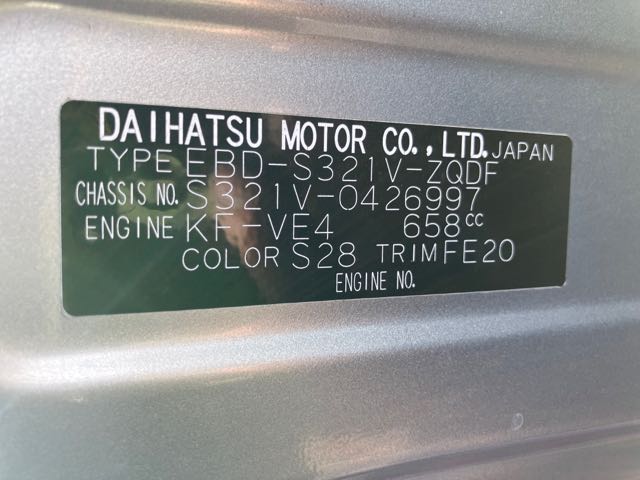 DAIHATSU MOTOR CO., LTD. JAPAN
TYPE EBD-S321V-ZQDF
CHASSIS NO. S321V-0426997
ENGINE KF-VE4 658cc
COLOR S28 TRIM FE20
ENGINE NO.